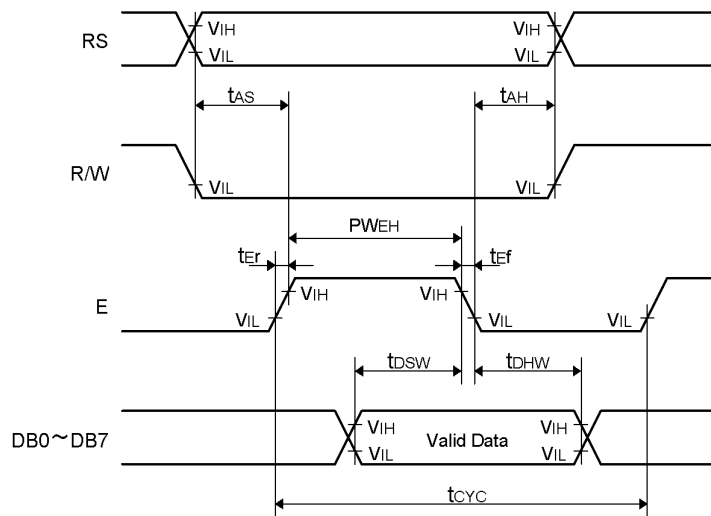 RS VIH VIH
VIL VIL
tAS tAH
R/W VIL VIL
PWEH
tEr tEf
E VIH VIH
VIL VIL VIL
tDSW tDHW
DB0～DB7 VIH Valid Data VIH
VIL VIL
tCYC